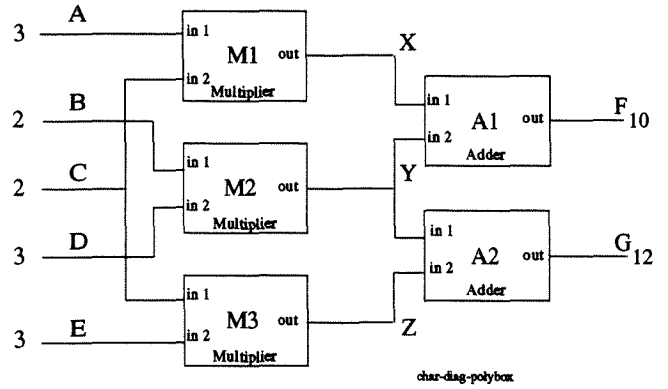 3 A
in 1
M1
out
in 2
Multiplier
X
2 B
in 1
A1
out
in 2
Adder
F 10
2 C
in 1
M2
out
in 2
Multiplier
Y
3 D
in 1
A2
out
in 2
Adder
G 12
3 E
in 1
M3
out
in 2
Multiplier
Z
char-diag-polybox